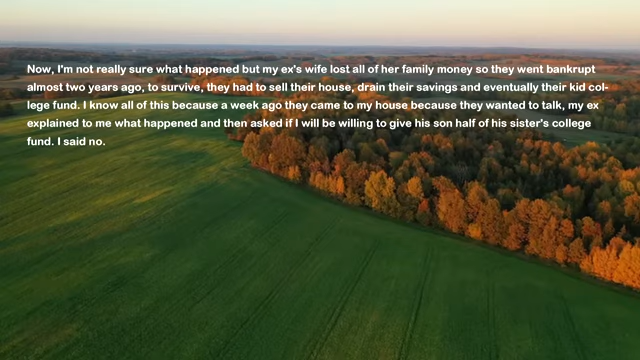 Now, I'm not really sure what happened but my ex's wife lost all of her family money so they went bankrupt
almost two years ago, to survive, they had to sell their house, drain their savings and eventually their kid col-
lege fund. I know all of this because a week ago they came to my house because they wanted to talk, my ex
explained to me what happened and then asked if I will be willing to give his son half of his sister's college
fund. I said no.